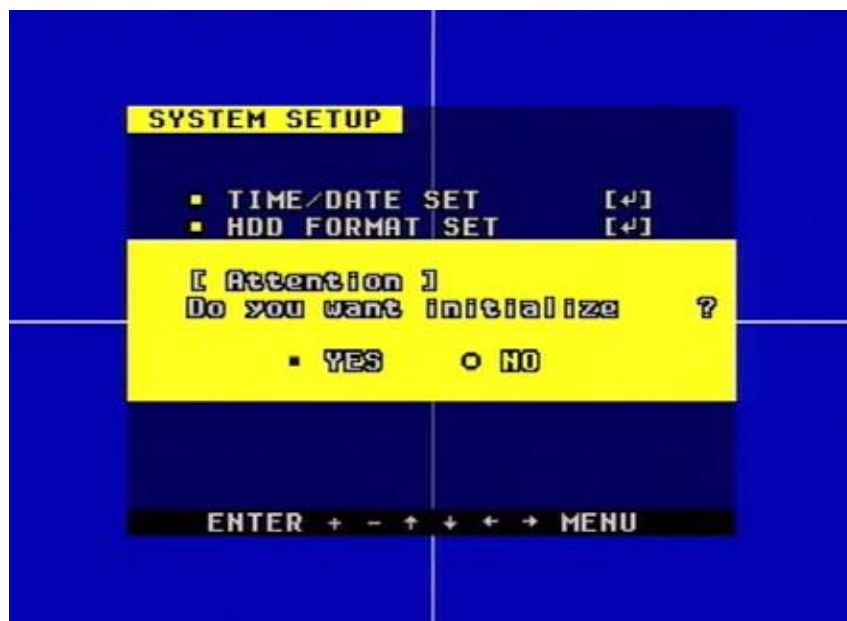 SYSTEM SETUP
TIME/DATE SET [↵]
HDD FORMAT SET [↵]
[ Attention ]
Do you want initialize ?
YES NO
ENTER + - ↑ ↓ ← → MENU